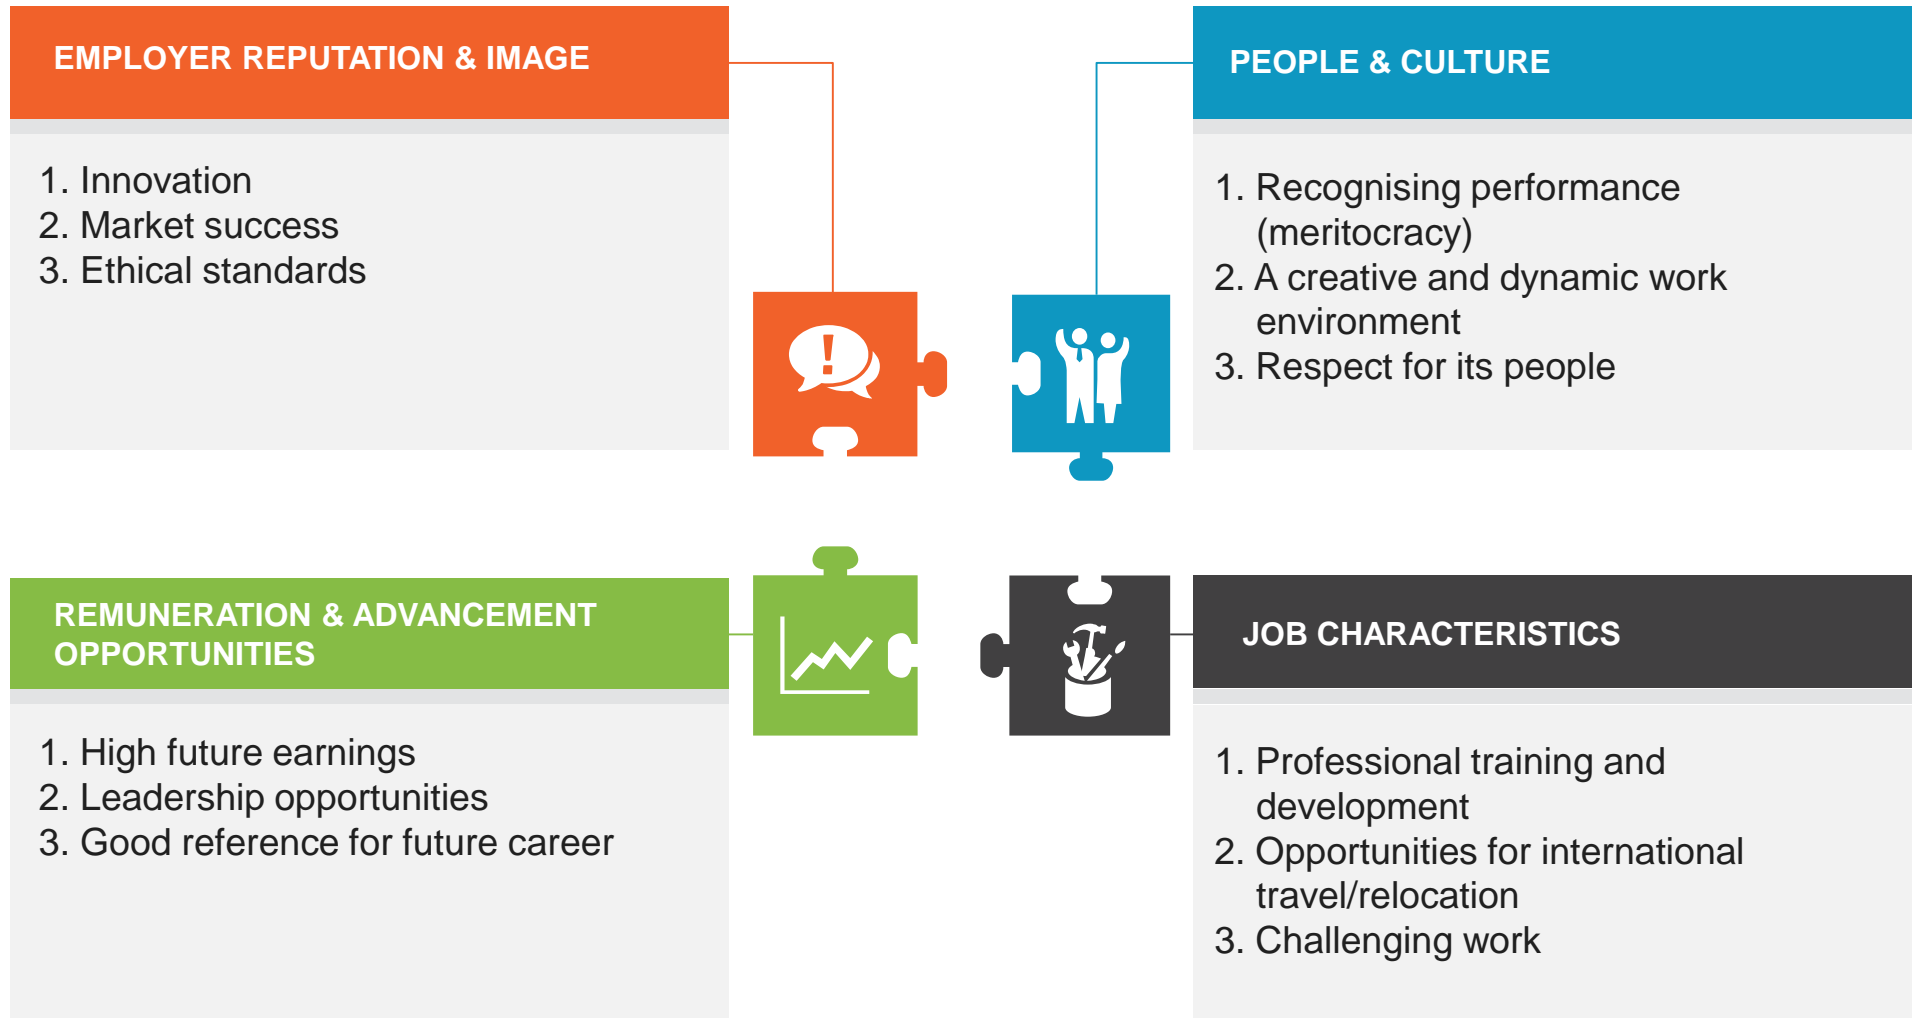 EMPLOYER REPUTATION & IMAGE
1. Innovation
2. Market success
3. Ethical standards
PEOPLE & CULTURE
1. Recognising performance
(meritocracy)
2. A creative and dynamic work
environment
3. Respect for its people
!
REMUNERATION & ADVANCEMENT
OPPORTUNITIES
1. High future earnings
2. Leadership opportunities
3. Good reference for future career
JOB CHARACTERISTICS
1. Professional training and
development
2. Opportunities for international
travel/relocation
3. Challenging work